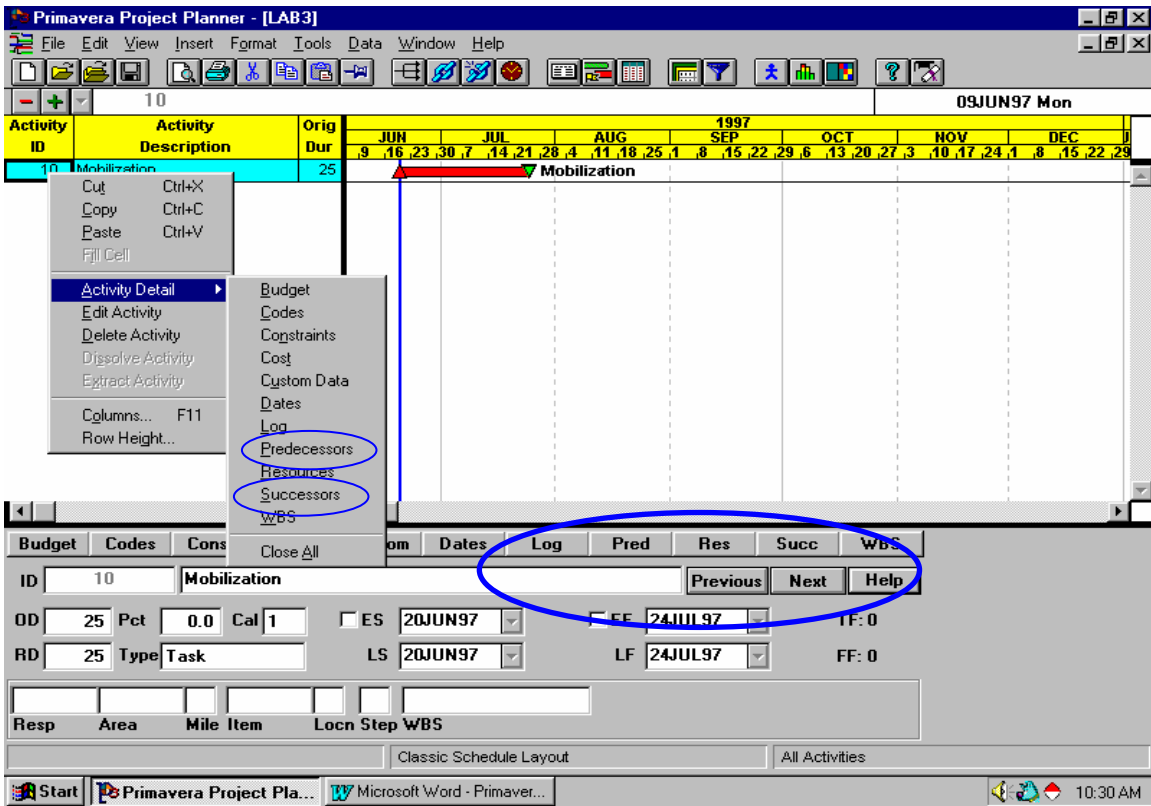 Primavera Project Planner - [LAB3]
File Edit View Insert Format Tools Data Window Help
10 09JUN97 Mon
Activity ID Activity Description Orig Dur
1997
JUN JUL AUG SEP OCT NOV DEC J
9 16 23 30 7 14 21 28 4 11 18 25 1 8 15 22 29 6 13 20 27 3 10 17 24 1 8 15 22 29
10 Mobilization 25 Mobilization
Cut Ctrl+X
Copy Ctrl+C
Paste Ctrl+V
Fill Cell
Activity Detail
Edit Activity
Delete Activity
Dissolve Activity
Extract Activity
Columns... F11
Row Height...
Budget
Codes
Constraints
Cost
Custom Data
Dates
Log
Predecessors
Resources
Successors
WBS
Close All
Budget Codes Cons om Dates Log Pred Res Succ WBS
ID 10 Mobilization Previous Next Help
OD 25 Pct 0.0 Cal 1 ES 20JUN97 EF 24JUL97 TF: 0
RD 25 Type Task LS 20JUN97 LF 24JUL97 FF: 0
Resp Area Mile Item Locn Step WBS
Classic Schedule Layout All Activities
Start Primavera Project Pla... Microsoft Word - Primaver... 10:30 AM